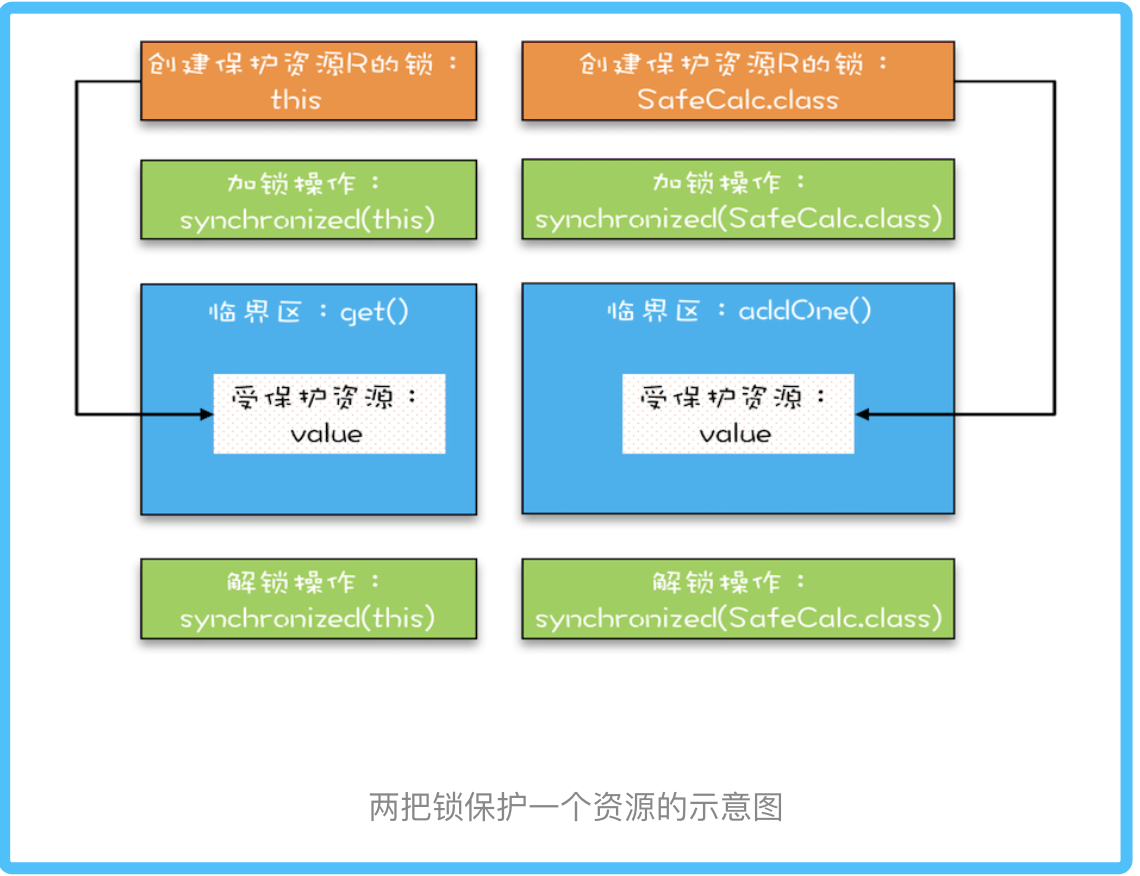 创建保护资源R的锁：
this
创建保护资源R的锁：
SafeCalc.class
加锁操作：
synchronized(this)
加锁操作：
synchronized(SafeCalc.class)
临界区：get()
受保护资源：
value
临界区：addOne()
受保护资源：
value
解锁操作：
synchronized(this)
解锁操作：
synchronized(SafeCalc.class)
两把锁保护一个资源的示意图